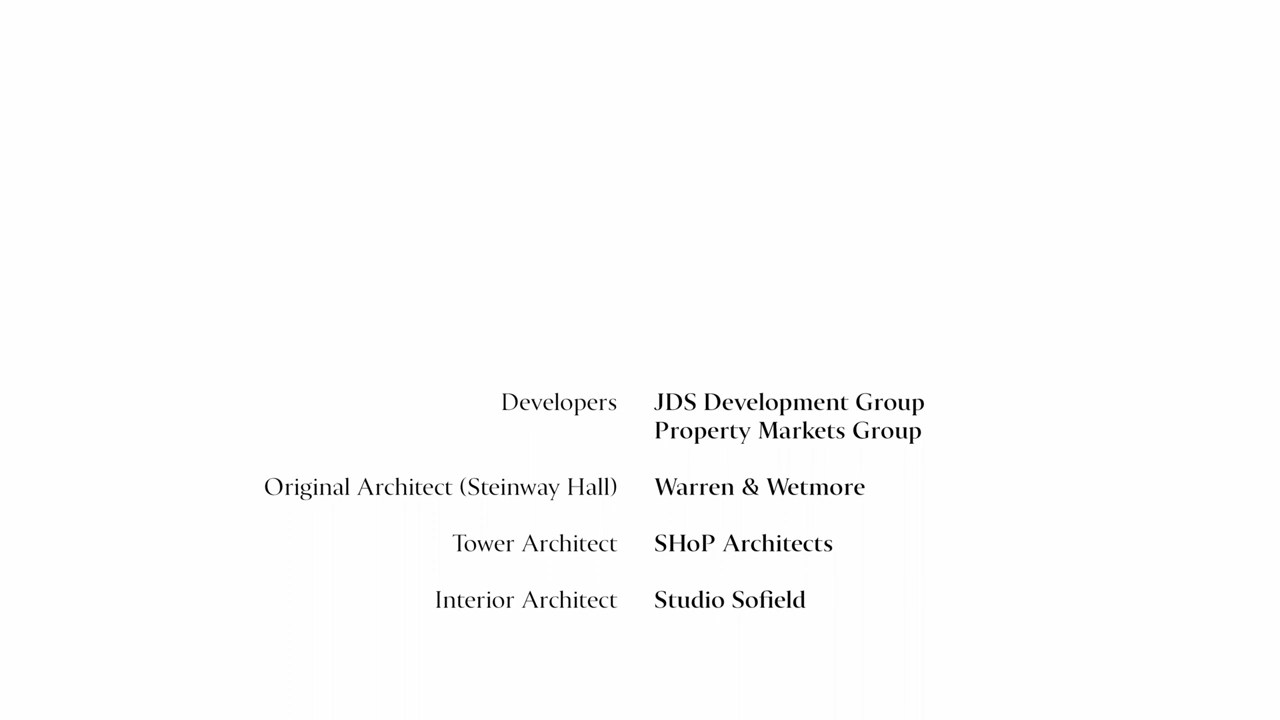 Developers JDS Development Group
Property Markets Group
Original Architect (Steinway Hall) Warren & Wetmore
Tower Architect SHoP Architects
Interior Architect Studio Sofield